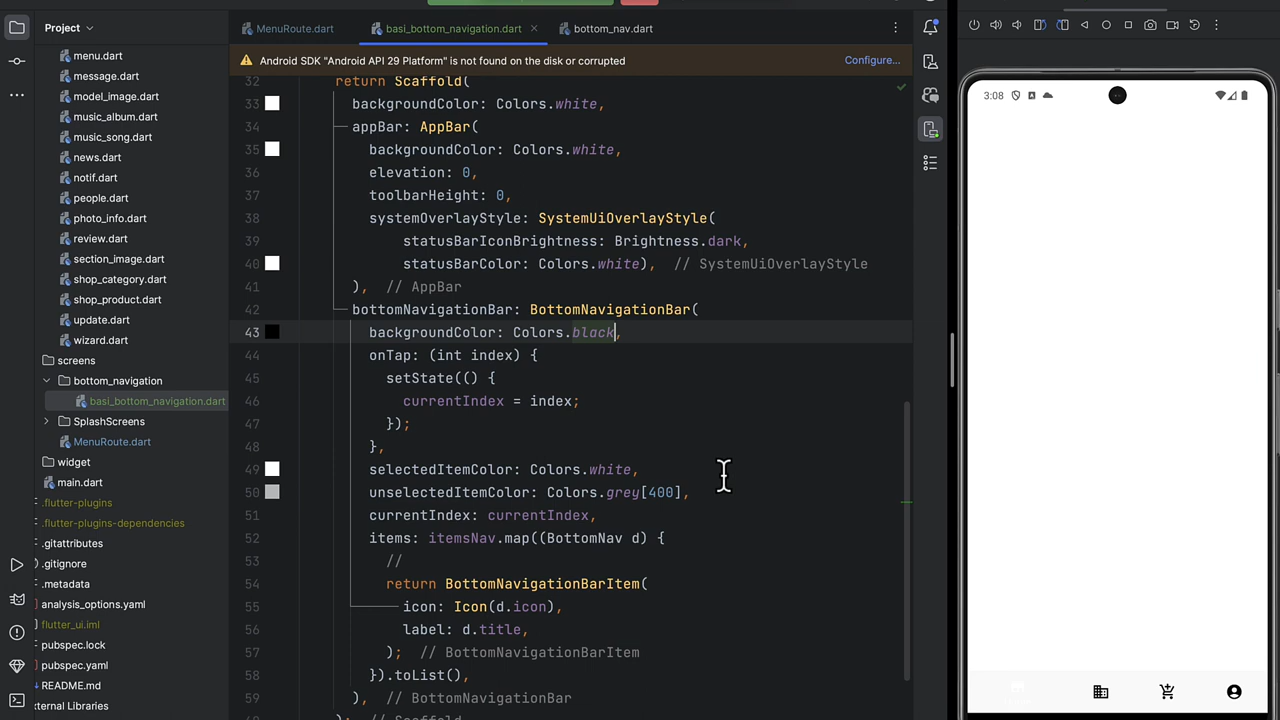 Project
MenuRoute.dart
basi_bottom_navigation.dart
bottom_nav.dart
Android SDK "Android API 29 Platform" is not found on the disk or corrupted
Configure...
menu.dart
message.dart
model_image.dart
music_album.dart
music_song.dart
news.dart
notif.dart
people.dart
photo_info.dart
review.dart
section_image.dart
shop_category.dart
shop_product.dart
update.dart
wizard.dart
screens
bottom_navigation
basi_bottom_navigation.dart
SplashScreens
MenuRoute.dart
widget
main.dart
.flutter-plugins
.flutter-plugins-dependencies
.gitattributes
.gitignore
.metadata
analysis_options.yaml
flutter_ui.iml
pubspec.lock
pubspec.yaml
README.md
External Libraries
32 return Scaffold(
33 backgroundColor: Colors.white,
34 appBar: AppBar(
35 backgroundColor: Colors.white,
36 elevation: 0,
37 toolbarHeight: 0,
38 systemOverlayStyle: SystemUiOverlayStyle(
39 statusBarIconBrightness: Brightness.dark,
40 statusBarColor: Colors.white), // SystemUiOverlayStyle
41 ), // AppBar
42 bottomNavigationBar: BottomNavigationBar(
43 backgroundColor: Colors.black,
44 onTap: (int index) {
45 setState(() {
46 currentIndex = index;
47 });
48 },
49 selectedItemColor: Colors.white,
50 unselectedItemColor: Colors.grey[400],
51 currentIndex: currentIndex,
52 items: itemsNav.map((BottomNav d) {
53 //
54 return BottomNavigationBarItem(
55 icon: Icon(d.icon),
56 label: d.title,
57 ); // BottomNavigationBarItem
58 }).toList(),
59 ), // BottomNavigationBar
); // Scaffold
3:08